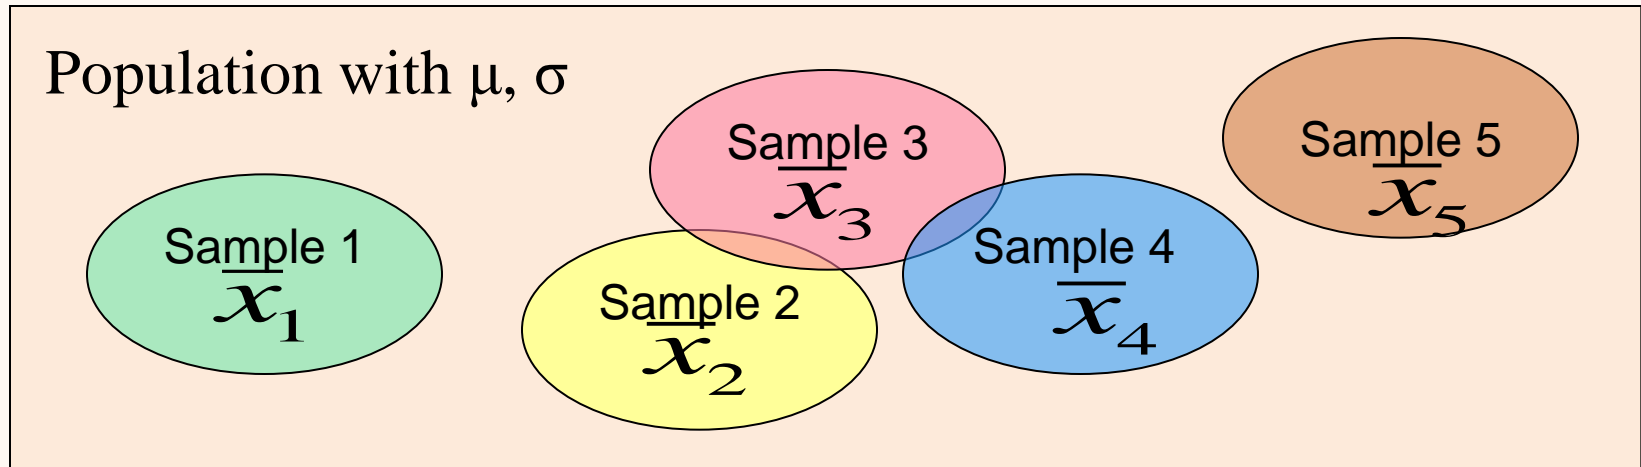 Population with μ, σ
Sample 1
x̅₁
Sample 2
x̅₂
Sample 3
x̅₃
Sample 4
x̅₄
Sample 5
x̅₅